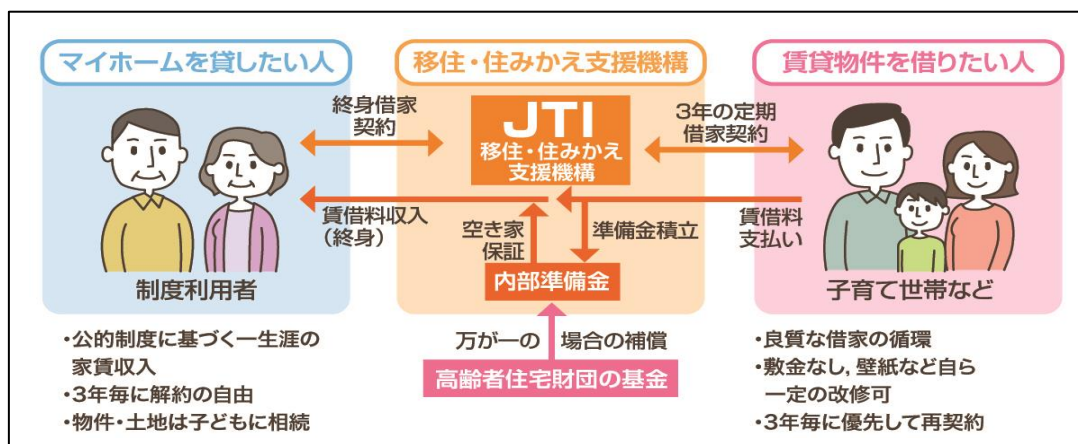 マイホームを貸したい人
移住・住みかえ支援機構
賃貸物件を借りたい人
終身借家
契約
JTI
移住・住みかえ
支援機構
3年の定期
借家契約
賃借料収入
（終身）
空き家
保証
準備金積立
賃借料
支払い
内部準備金
制度利用者
子育て世帯など
万が一の
場合の補償
高齢者住宅財団の基金
・公的制度に基づく一生涯の
家賃収入
・3年毎に解約の自由
・物件・土地は子どもに相続
・良質な借家の循環
・敷金なし，壁紙など自ら
一定の改修可
・3年毎に優先して再契約